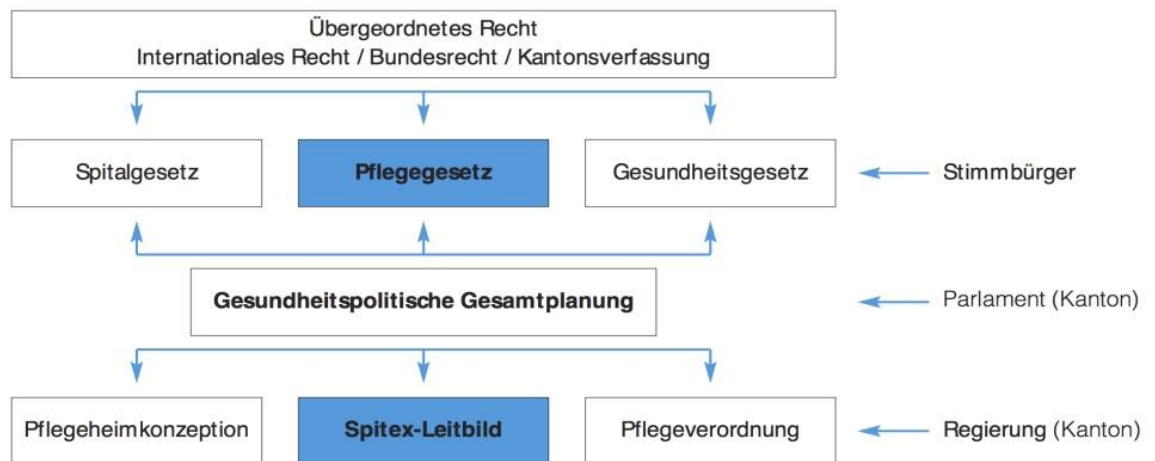 Übergeordnetes Recht
Internationales Recht / Bundesrecht / Kantonsverfassung
Spitalgesetz
Pflegegesetz
Gesundheitsgesetz
Stimmbürger
Gesundheitspolitische Gesamtplanung
Parlament (Kanton)
Pflegeheimkonzeption
Spitex-Leitbild
Pflegeverordnung
Regierung (Kanton)